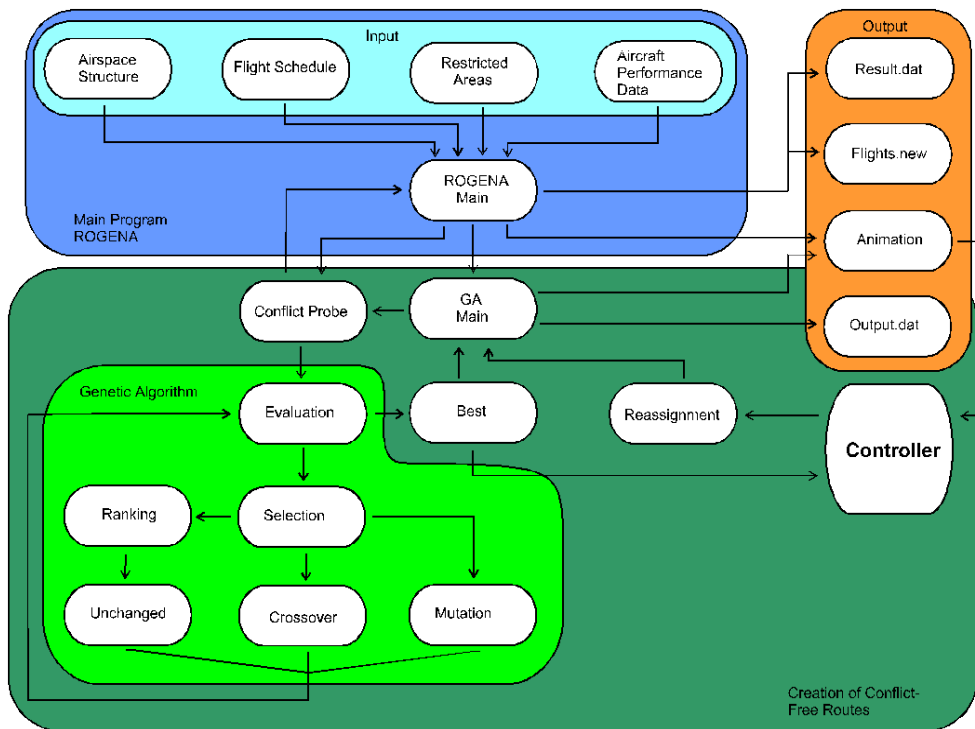 Input
Output
Airspace
Structure
Flight Schedule
Restricted
Areas
Aircraft
Performance
Data
Result.dat
Flights.new
ROGENA
Main
Main Program
ROGENA
Animation
Conflict Probe
GA
Main
Output.dat
Genetic Algorithm
Evaluation
Best
Reassignment
Controller
Ranking
Selection
Unchanged
Crossover
Mutation
Creation of Conflict-
Free Routes